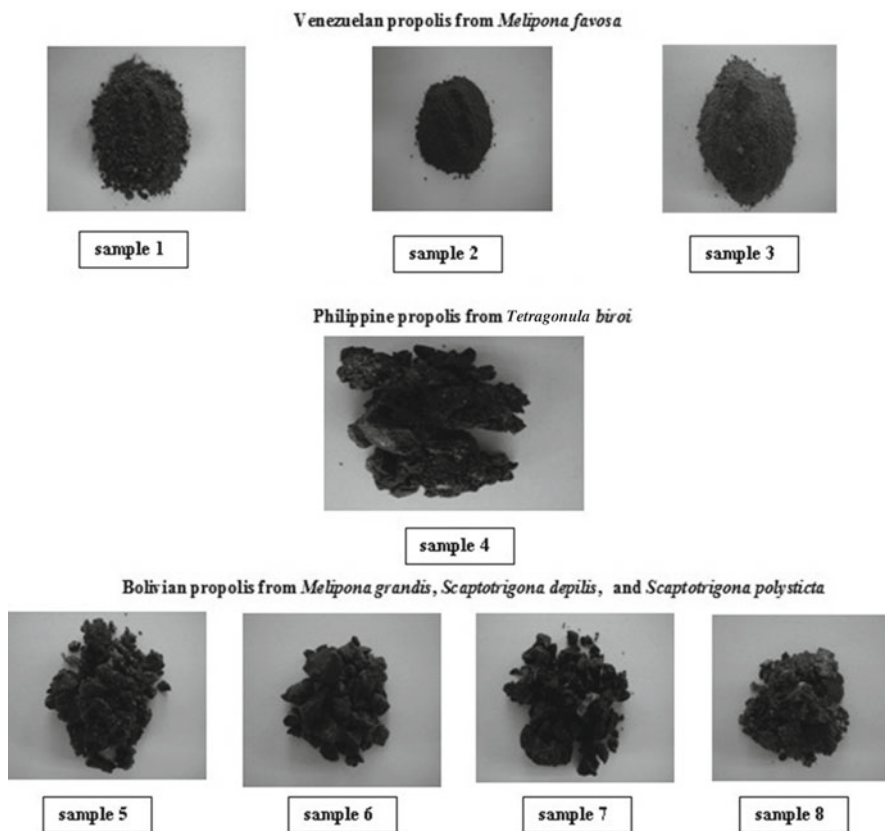 Venezuelan propolis from Melipona favosa
sample 1
sample 2
sample 3
Philippine propolis from Tetragonula biroi
sample 4
Bolivian propolis from Melipona grandis, Scaptotrigona depilis, and Scaptotrigona polysticta
sample 5
sample 6
sample 7
sample 8